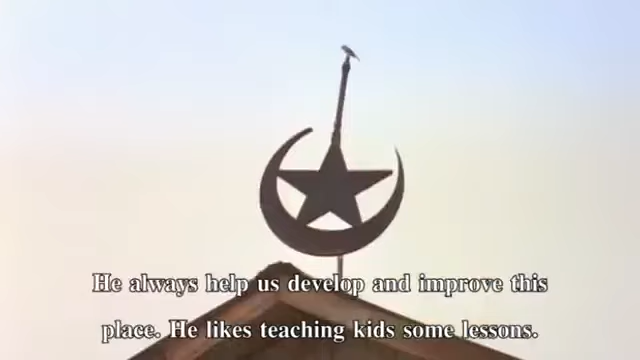 He always help us develop and improve this
place. He likes teaching kids some lessons.